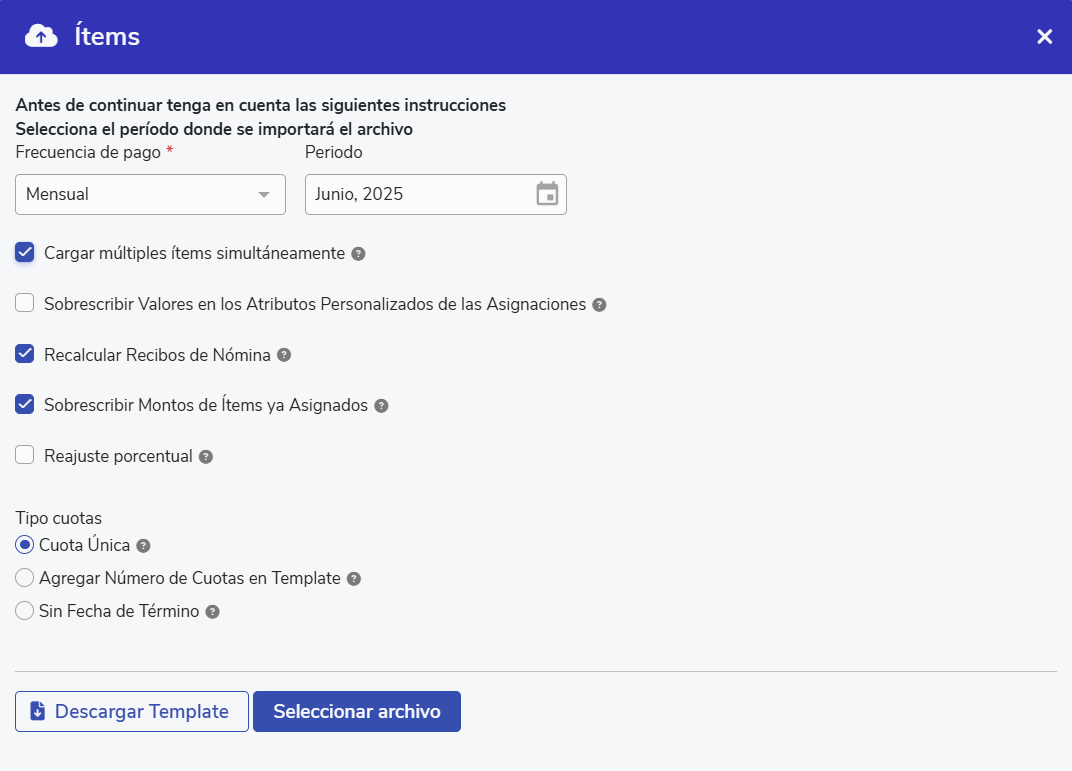 Ítems
Antes de continuar tenga en cuenta las siguientes instrucciones
Selecciona el período donde se importará el archivo
Frecuencia de pago *
Periodo
Mensual
Junio, 2025
Cargar múltiples ítems simultáneamente ?
Sobrescribir Valores en los Atributos Personalizados de las Asignaciones ?
Recalcular Recibos de Nómina ?
Sobrescribir Montos de Ítems ya Asignados ?
Reajuste porcentual ?
Tipo cuotas
Cuota Única ?
Agregar Número de Cuotas en Template ?
Sin Fecha de Término ?
Descargar Template
Seleccionar archivo